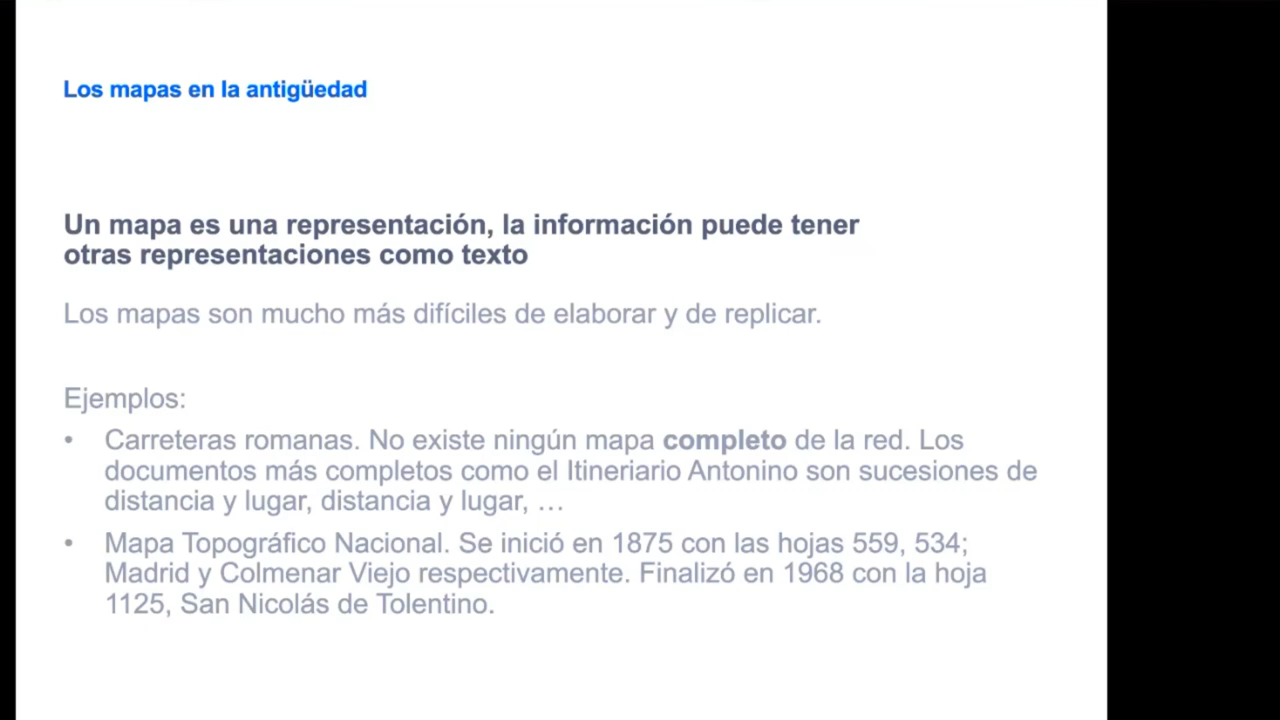 Los mapas en la antigüedad
Un mapa es una representación, la información puede tener
otras representaciones como texto
Los mapas son mucho más difíciles de elaborar y de replicar.
Ejemplos:
• Carreteras romanas. No existe ningún mapa completo de la red. Los
documentos más completos como el Itineriario Antonino son sucesiones de
distancia y lugar, distancia y lugar, …
• Mapa Topográfico Nacional. Se inició en 1875 con las hojas 559, 534;
Madrid y Colmenar Viejo respectivamente. Finalizó en 1968 con la hoja
1125, San Nicolás de Tolentino.